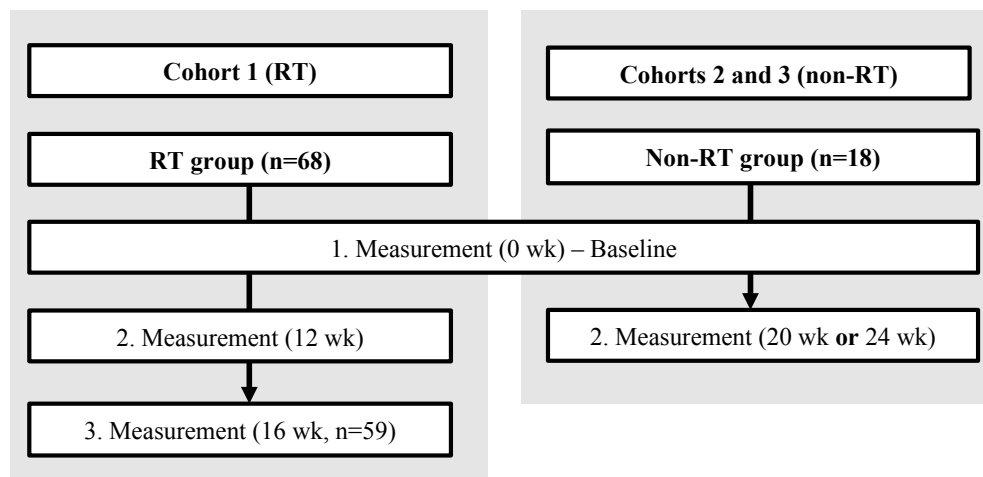 Cohort 1 (RT)
Cohorts 2 and 3 (non-RT)
RT group (n=68)
Non-RT group (n=18)
1. Measurement (0 wk) – Baseline
2. Measurement (12 wk)
2. Measurement (20 wk or 24 wk)
3. Measurement (16 wk, n=59)